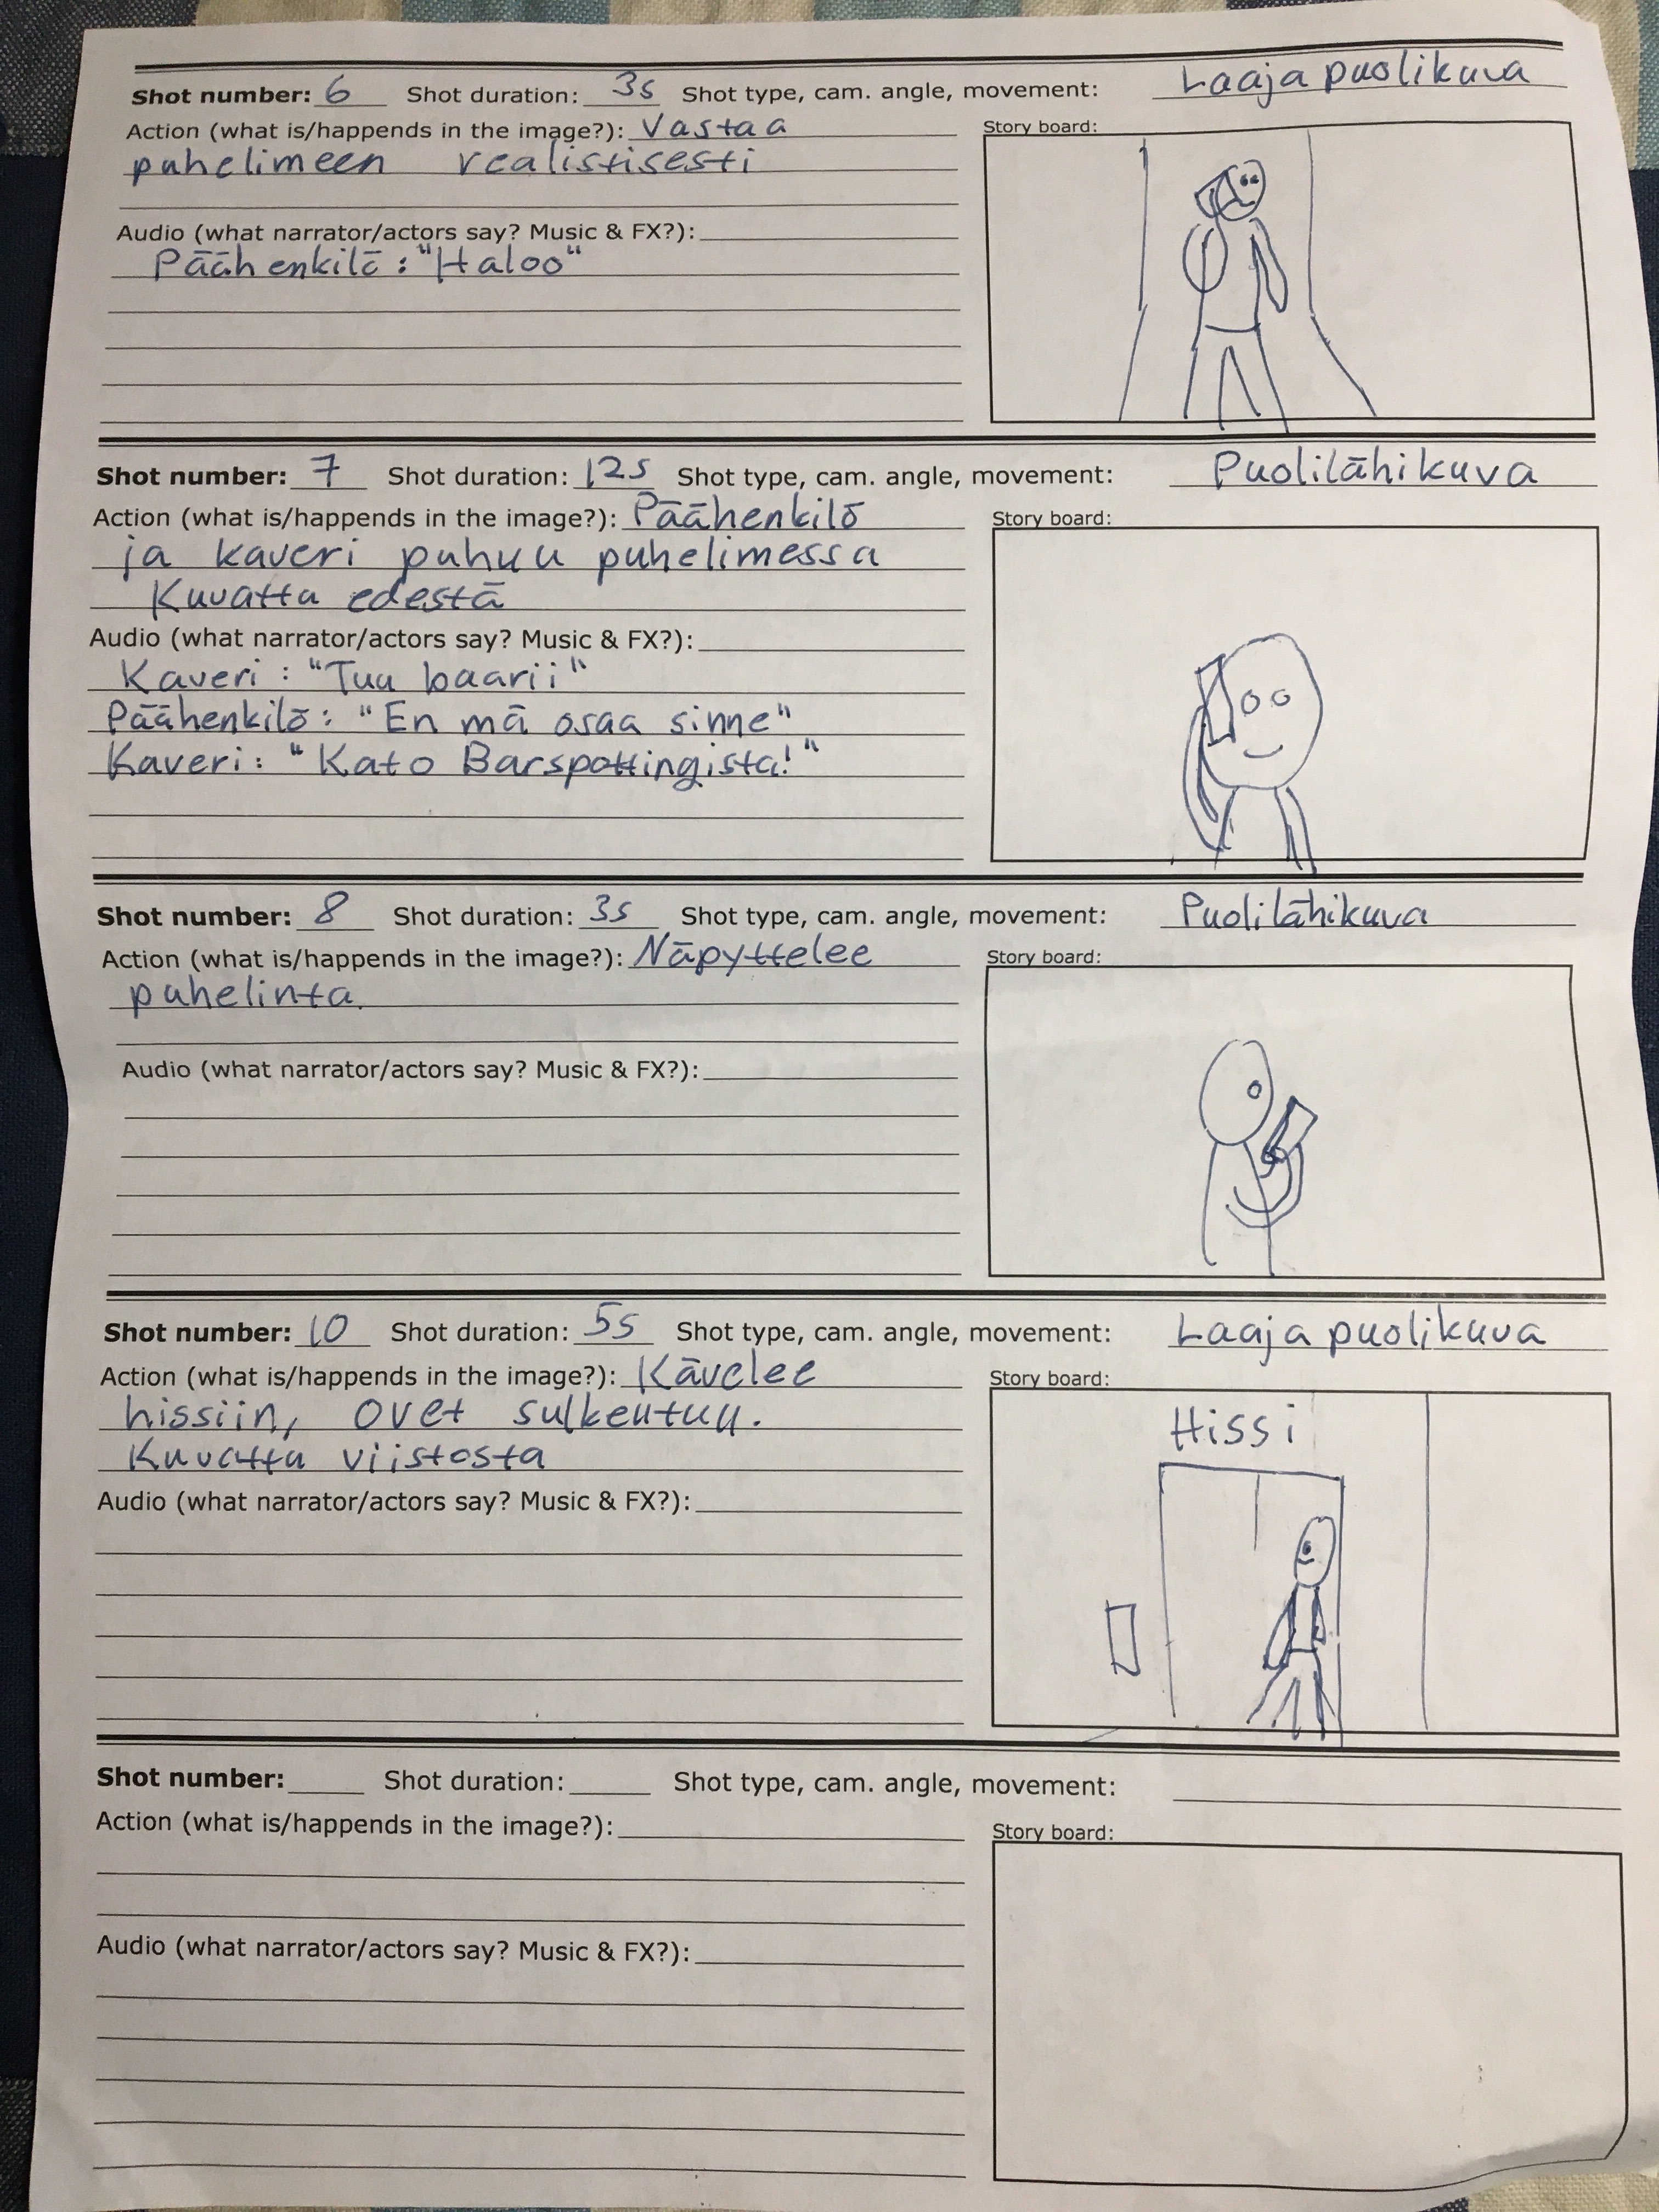 Shot number: 6 Shot duration: 3s Shot type, cam. angle, movement: Laaja puolikuva
Action (what is/happends in the image?): Vastaa
puhelimeen realistisesti
Story board:
Audio (what narrator/actors say? Music & FX?):
Päähenkilö: "Haloo"
Shot number: 7 Shot duration: 12s Shot type, cam. angle, movement: Puolilähikuva
Action (what is/happends in the image?): Päähenkilö
ja kaveri puhuu puhelimessa
Kuvatta edestä
Story board:
Audio (what narrator/actors say? Music & FX?):
Kaveri: "Tuu baarii"
Päähenkilö: "En mä osaa sinne"
Kaveri: "Kato Barspottingista!"
Shot number: 8 Shot duration: 3s Shot type, cam. angle, movement: Puolilähikuva
Action (what is/happends in the image?): Näpyttelee
puhelinta.
Story board:
Audio (what narrator/actors say? Music & FX?):
Shot number: 10 Shot duration: 5s Shot type, cam. angle, movement: Laaja puolikuva
Action (what is/happends in the image?): Kävelee
hissiin, ovet sulkeutuu.
Kuvatta viistosta
Story board:
Hissi
Audio (what narrator/actors say? Music & FX?):
Shot number: Shot duration: Shot type, cam. angle, movement:
Action (what is/happends in the image?):
Story board:
Audio (what narrator/actors say? Music & FX?):